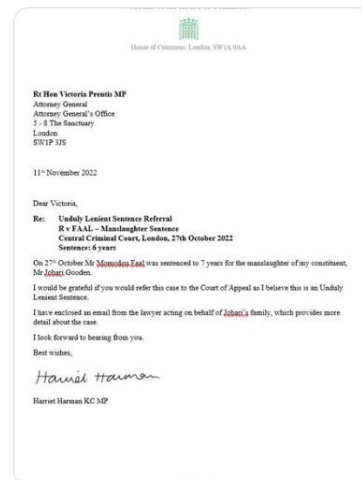 House of Commons, London, SW1A 0AA
Rt Hon Victoria Prentis MP
Attorney General
Attorney General's Office
5 - 8 The Sanctuary
London
SW1P 3JS
11th November 2022
Dear Victoria,
Re: Unduly Lenient Sentence Referral
R v FAAL – Manslaughter Sentence
Central Criminal Court, London, 27th October 2022
Sentence: 6 years
On 27th October Mr Momodou Faal was sentenced to 7 years for the manslaughter of my constituent,
Mr Johari Gooden.
I would be grateful if you would refer this case to the Court of Appeal as I believe this is an Unduly
Lenient Sentence.
I have enclosed an email from the lawyer acting on behalf of Johari's family, which provides more
detail about the case.
I look forward to hearing from you.
Best wishes,
Harriet Harman
Harriet Harman KC MP